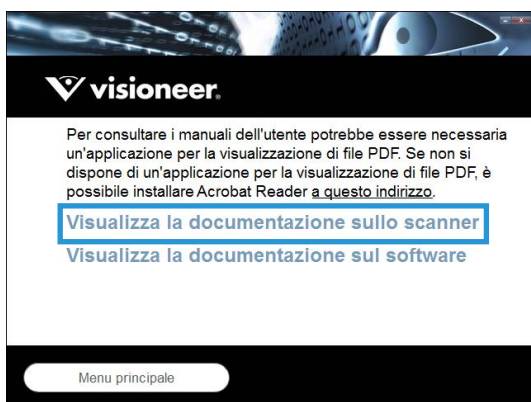 visioneer®
Per consultare i manuali dell'utente potrebbe essere necessaria
un'applicazione per la visualizzazione di file PDF. Se non si
dispone di un'applicazione per la visualizzazione di file PDF, è
possibile installare Acrobat Reader a questo indirizzo.
Visualizza la documentazione sullo scanner
Visualizza la documentazione sul software
Menu principale